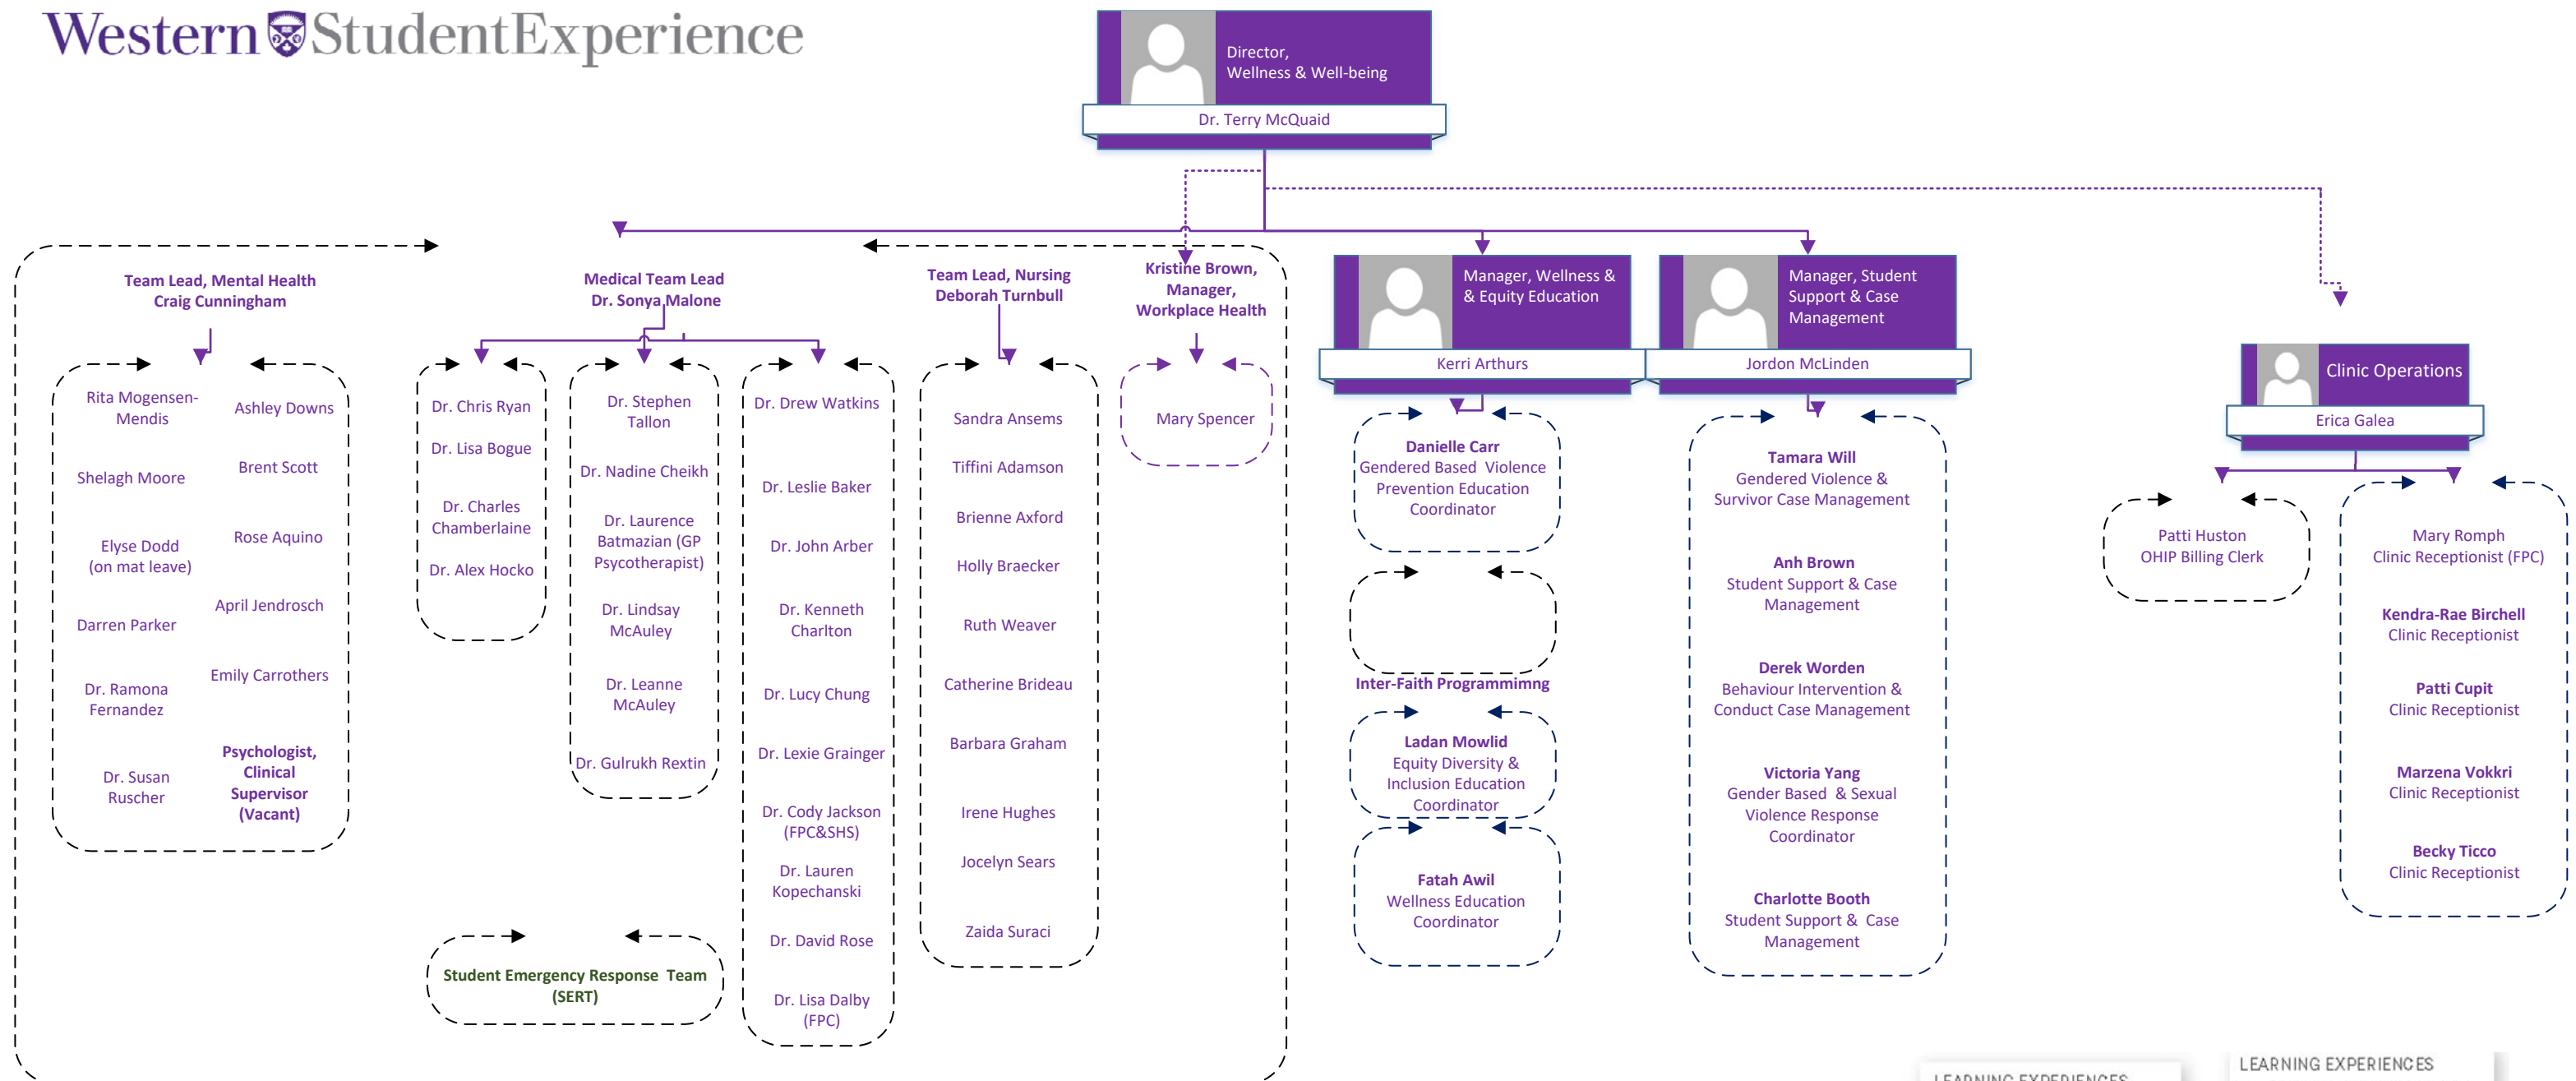 Western StudentExperience
Director,
Wellness & Well-being
Dr. Terry McQuaid
Team Lead, Mental Health
Craig Cunningham
Rita Mogensen-
Mendis
Shelagh Moore
Elyse Dodd
(on mat leave)
Darren Parker
Dr. Ramona
Fernandez
Dr. Susan
Ruscher
Ashley Downs
Brent Scott
Rose Aquino
April Jendrosch
Emily Carrothers
Psychologist,
Clinical
Supervisor
(Vacant)
Medical Team Lead
Dr. Sonya Malone
Dr. Chris Ryan
Dr. Lisa Bogue
Dr. Charles
Chamberlaine
Dr. Alex Hocko
Dr. Stephen
Tallon
Dr. Nadine Cheikh
Dr. Laurence
Batmazian (GP
Psycotherapist)
Dr. Lindsay
McAuley
Dr. Leanne
McAuley
Dr. Gulrukh Rextin
Dr. Drew Watkins
Dr. Leslie Baker
Dr. John Arber
Dr. Kenneth
Charlton
Dr. Lucy Chung
Dr. Lexie Grainger
Dr. Cody Jackson
(FPC&SHS)
Dr. Lauren
Kopechanski
Dr. David Rose
Dr. Lisa Dalby
(FPC)
Student Emergency Response Team
(SERT)
Team Lead, Nursing
Deborah Turnbull
Sandra Ansems
Tiffini Adamson
Brienne Axford
Holly Braecker
Ruth Weaver
Catherine Brideau
Barbara Graham
Irene Hughes
Jocelyn Sears
Zaida Suraci
Kristine Brown,
Manager,
Workplace Health
Mary Spencer
Manager, Wellness &
& Equity Education
Kerri Arthurs
Danielle Carr
Gendered Based Violence
Prevention Education
Coordinator
Inter-Faith Programmimng
Ladan Mowlid
Equity Diversity &
Inclusion Education
Coordinator
Fatah Awil
Wellness Education
Coordinator
Manager, Student
Support & Case
Management
Jordon McLinden
Tamara Will
Gendered Violence &
Survivor Case Management
Anh Brown
Student Support & Case
Management
Derek Worden
Behaviour Intervention &
Conduct Case Management
Victoria Yang
Gender Based & Sexual
Violence Response
Coordinator
Charlotte Booth
Student Support & Case
Management
Clinic Operations
Erica Galea
Patti Huston
OHIP Billing Clerk
Mary Romph
Clinic Receptionist (FPC)
Kendra-Rae Birchell
Clinic Receptionist
Patti Cupit
Clinic Receptionist
Marzena Vokkri
Clinic Receptionist
Becky Ticco
Clinic Receptionist
LEARNING EXPERIENCES
LEARNING EXPERIENCES